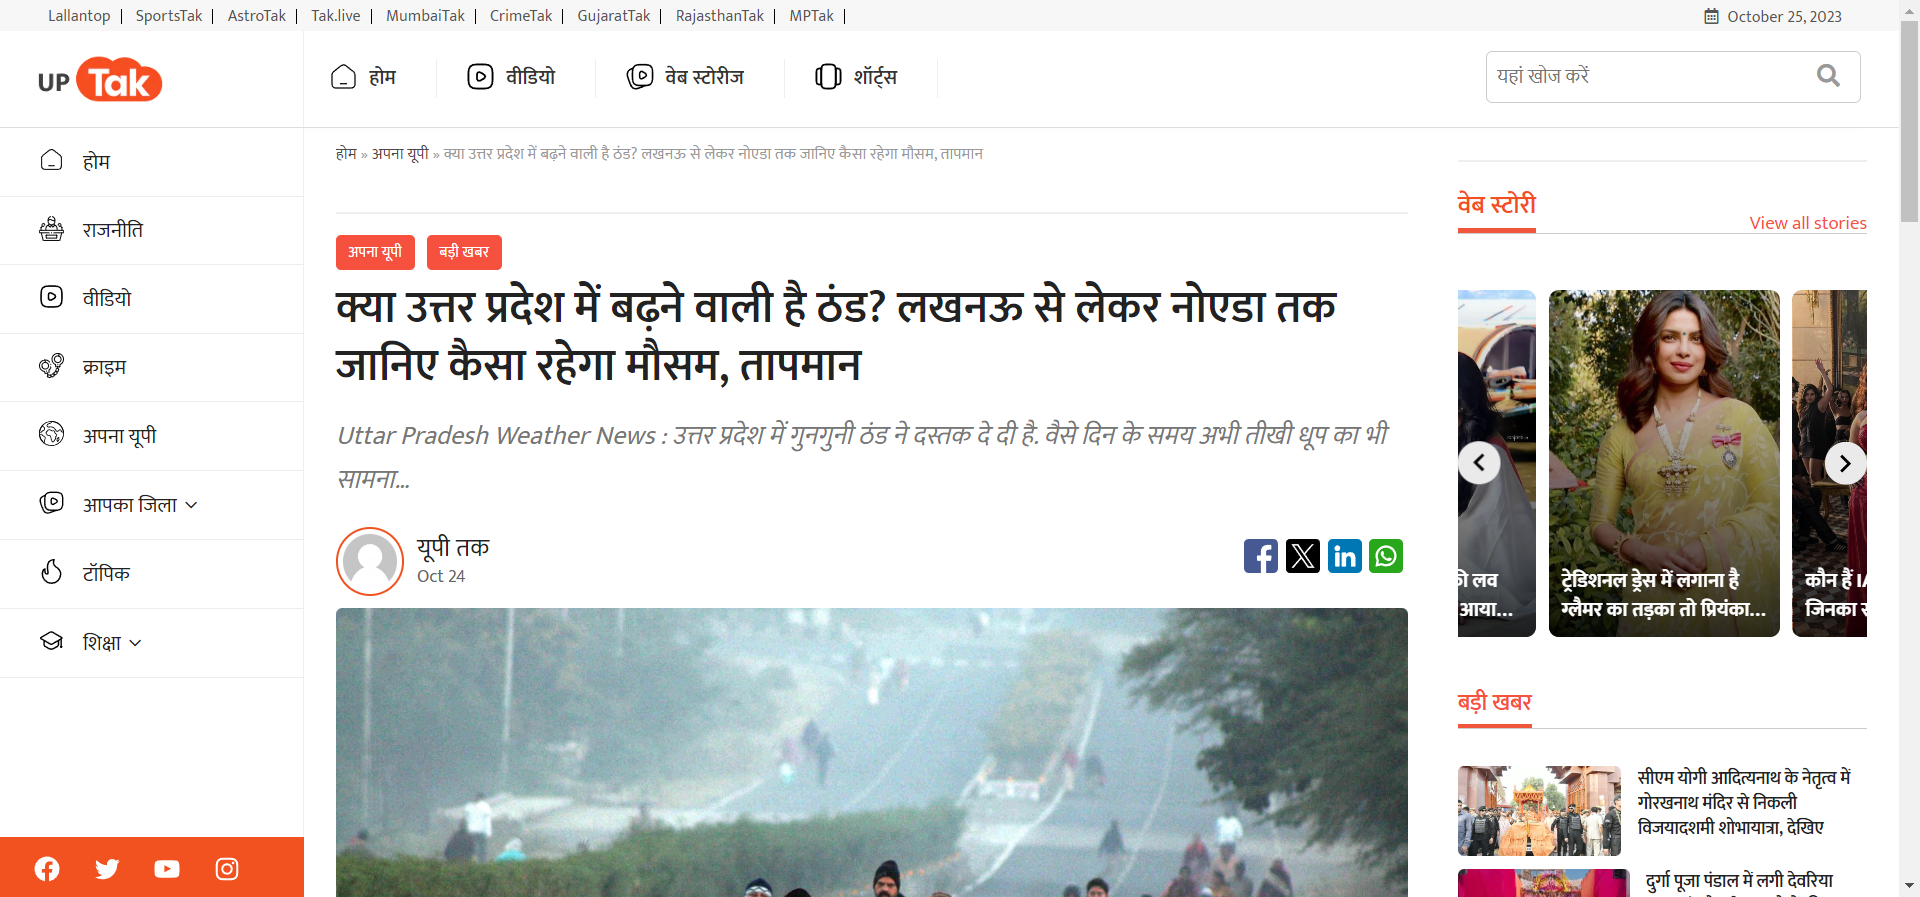 Lallantop
SportsTak
AstroTak
Tak.live
MumbaiTak
CrimeTak
GujaratTak
RajasthanTak
MPTak
October 25, 2023
UP Tak
होम
वीडियो
वेब स्टोरीज
शॉर्ट्स
यहां खोज करें
होम
राजनीति
वीडियो
क्राइम
अपना यूपी
आपका जिला
टॉपिक
शिक्षा
होम » अपना यूपी » क्या उत्तर प्रदेश में बढ़ने वाली है ठंड? लखनऊ से लेकर नोएडा तक जानिए कैसा रहेगा मौसम, तापमान
अपना यूपी
बड़ी खबर
क्या उत्तर प्रदेश में बढ़ने वाली है ठंड? लखनऊ से लेकर नोएडा तक
जानिए कैसा रहेगा मौसम, तापमान
Uttar Pradesh Weather News : उत्तर प्रदेश में गुनगुनी ठंड ने दस्तक दे दी है. वैसे दिन के समय अभी तीखी धूप का भी
सामना...
यूपी तक
Oct 24
वेब स्टोरी
View all stories
लव
आया...
ट्रेडिशनल ड्रेस में लगाना है
ग्लैमर का तड़का तो प्रियंका...
कौन हैं
जिनका
बड़ी खबर
सीएम योगी आदित्यनाथ के नेतृत्व में
गोरखनाथ मंदिर से निकली
विजयादशमी शोभायात्रा, देखिए
दुर्गा पूजा पंडाल में लगी देवरिया